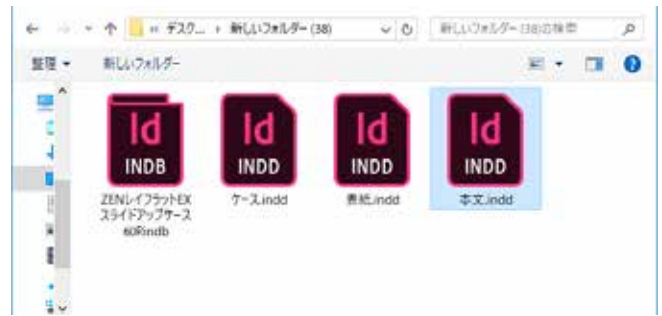 デスク... › 新しいフォルダー (38)
新しいフォルダー (38)の検索
整理
新しいフォルダー
Id
INDB
Id
INDD
Id
INDD
Id
INDD
ZENレイフラットEX
スライドアップケース
60R.indb
ケース.indd
表紙.indd
本文.indd